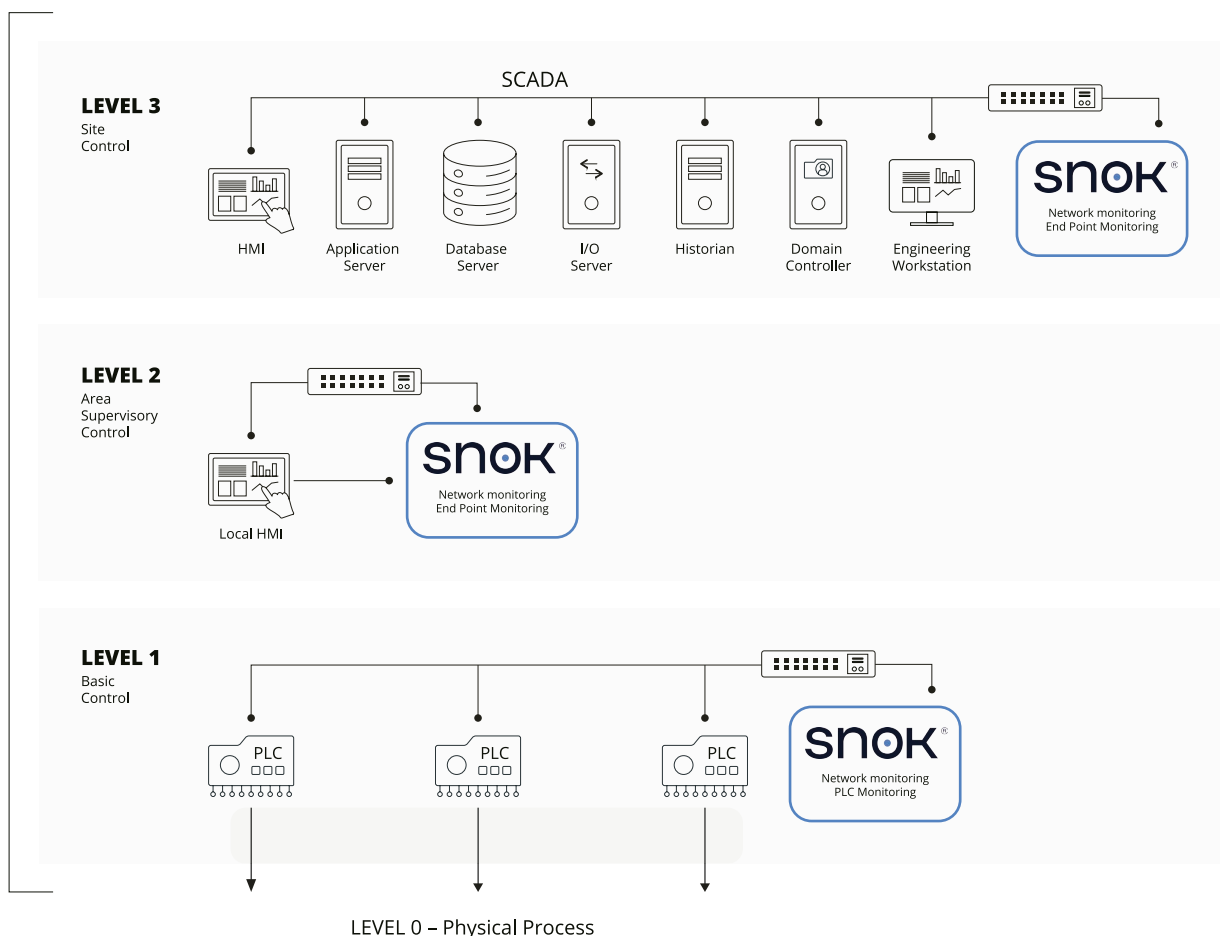 SCADA
LEVEL 3
Site
Control
HMI
Application
Server
Database
Server
I/O
Server
Historian
Domain
Controller
Engineering
Workstation
snok®
Network monitoring
End Point Monitoring
LEVEL 2
Area
Supervisory
Control
Local HMI
snok®
Network monitoring
End Point Monitoring
LEVEL 1
Basic
Control
PLC
PLC
PLC
snok®
Network monitoring
PLC Monitoring
LEVEL 0 – Physical Process